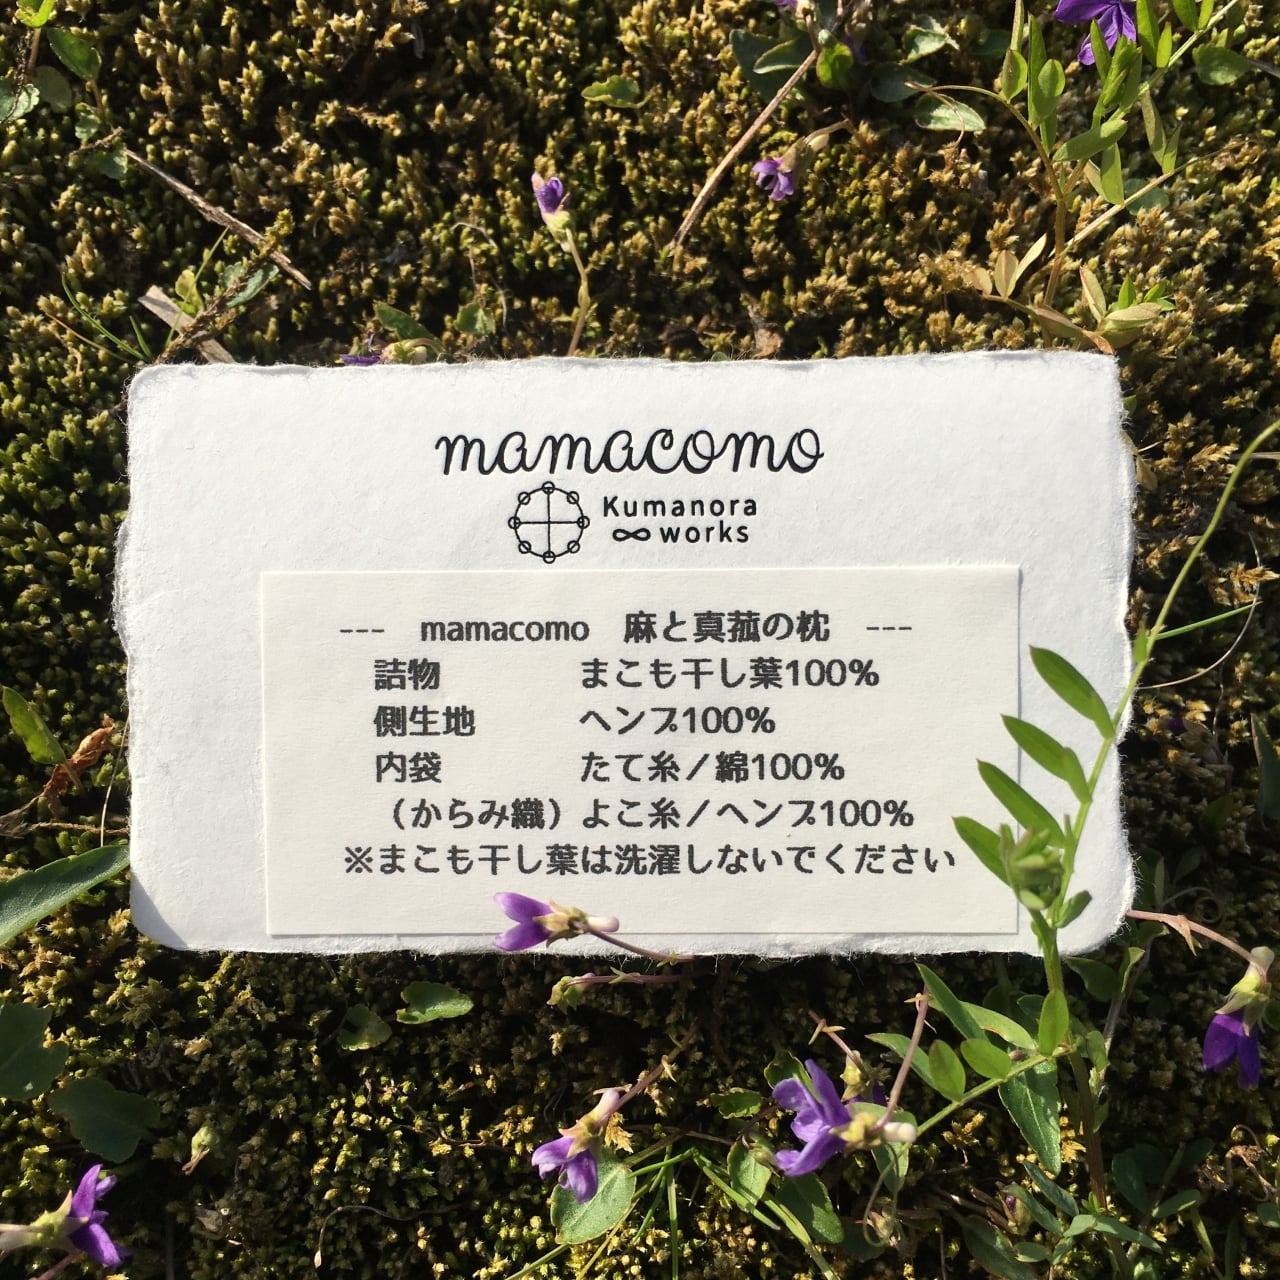 mamacomo
Kumanora
∞works
--- mamacomo 麻と真菰の枕 ---
詰物 まこも干し葉100%
側生地 ヘンプ100%
内袋 たて糸／綿100%
（からみ織）よこ糸／ヘンプ100%
※まこも干し葉は洗濯しないでください